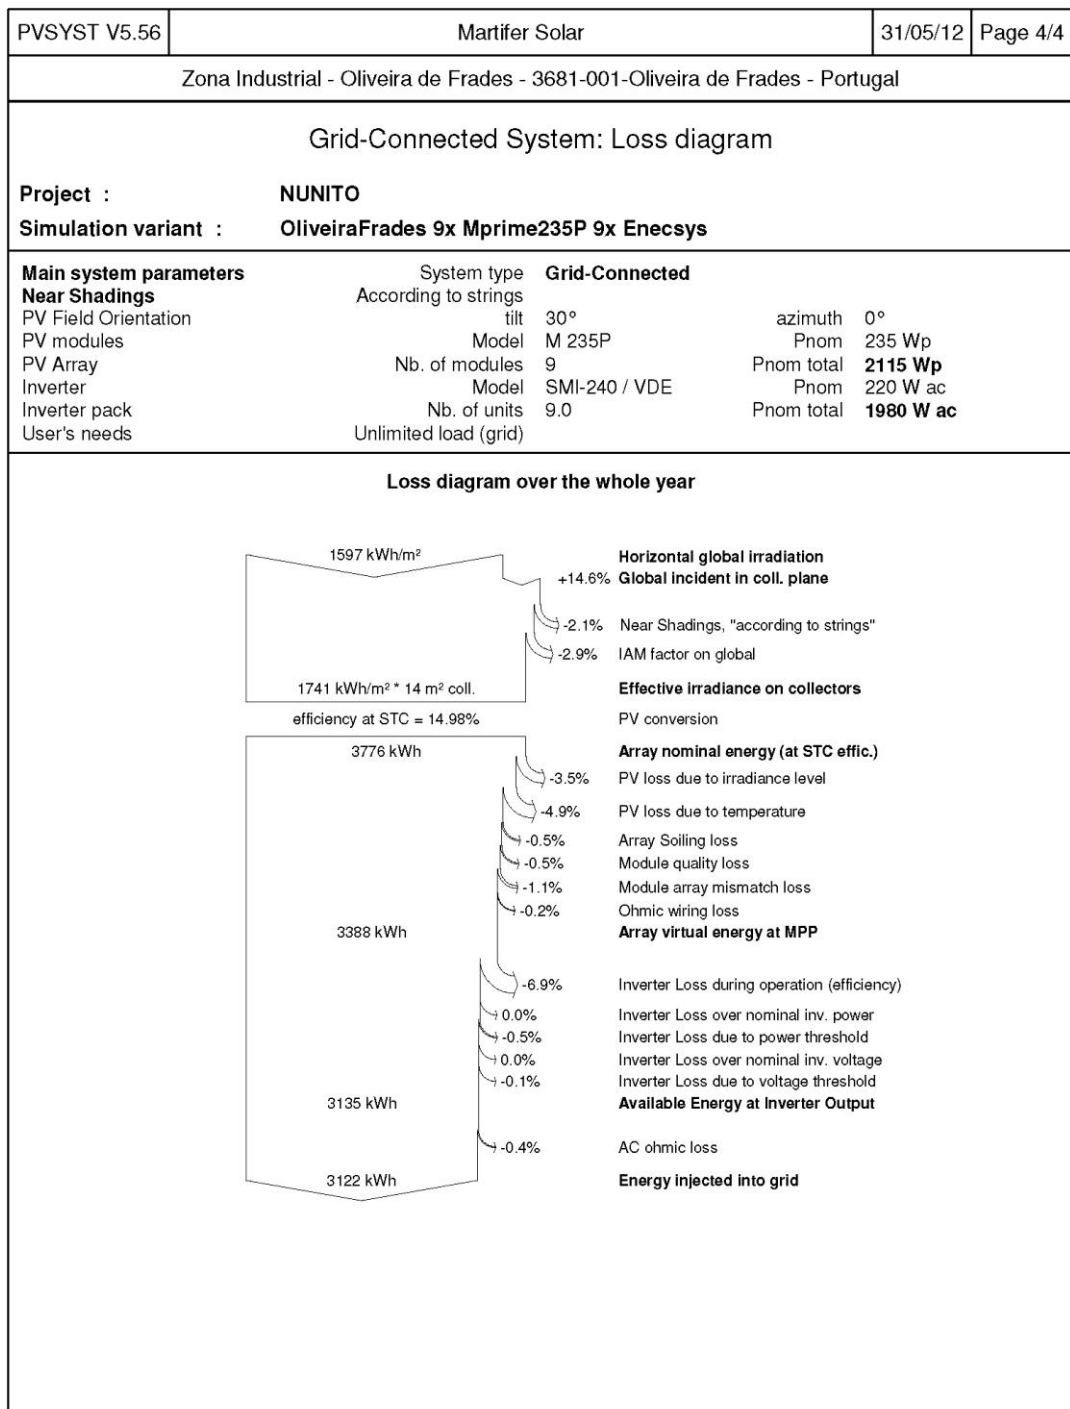 PVSYST V5.56 Martifer Solar 31/05/12 Page 4/4
Zona Industrial - Oliveira de Frades - 3681-001-Oliveira de Frades - Portugal
Grid-Connected System: Loss diagram
Project : NUNITO
Simulation variant : OliveiraFrades 9x Mprime235P 9x Enecsys
Main system parameters System type Grid-Connected
Near Shadings According to strings
PV Field Orientation tilt 30° azimuth 0°
PV modules Model M 235P Pnom 235 Wp
PV Array Nb. of modules 9 Pnom total 2115 Wp
Inverter Model SMI-240 / VDE Pnom 220 W ac
Inverter pack Nb. of units 9.0 Pnom total 1980 W ac
User's needs Unlimited load (grid)
Loss diagram over the whole year
1597 kWh/m² Horizontal global irradiation
+14.6% Global incident in coll. plane
-2.1% Near Shadings, "according to strings"
-2.9% IAM factor on global
1741 kWh/m² * 14 m² coll. Effective irradiance on collectors
efficiency at STC = 14.98% PV conversion
3776 kWh Array nominal energy (at STC effic.)
-3.5% PV loss due to irradiance level
-4.9% PV loss due to temperature
-0.5% Array Soiling loss
-0.5% Module quality loss
-1.1% Module array mismatch loss
-0.2% Ohmic wiring loss
3388 kWh Array virtual energy at MPP
-6.9% Inverter Loss during operation (efficiency)
0.0% Inverter Loss over nominal inv. power
-0.5% Inverter Loss due to power threshold
0.0% Inverter Loss over nominal inv. voltage
-0.1% Inverter Loss due to voltage threshold
3135 kWh Available Energy at Inverter Output
-0.4% AC ohmic loss
3122 kWh Energy injected into grid